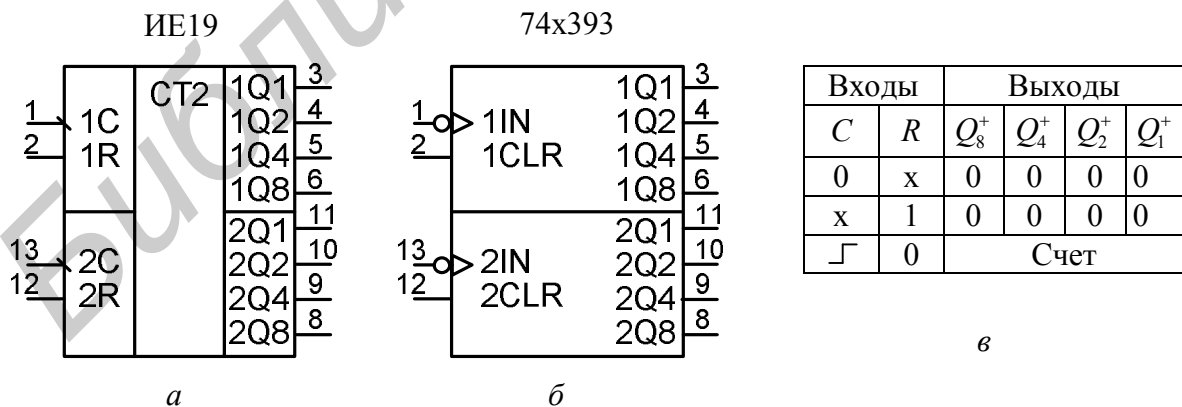 ИЕ19
74x393
1
2
13
12
1C
1R
2C
2R
CT2
1Q1
1Q2
1Q4
1Q8
2Q1
2Q2
2Q4
2Q8
3
4
5
6
11
10
9
8
1
2
13
12
1IN
1CLR
2IN
2CLR
1Q1
1Q2
1Q4
1Q8
2Q1
2Q2
2Q4
2Q8
3
4
5
6
11
10
9
8
Входы Выходы
C R Q₈⁺ Q₄⁺ Q₂⁺ Q₁⁺
0 x 0 0 0 0
x 1 0 0 0 0
0 Счет
а
б
в
Библи